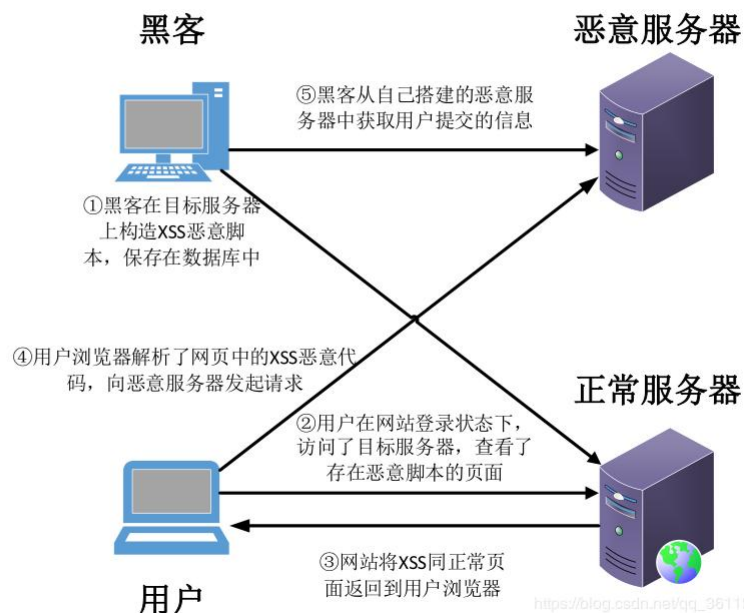 黑客
恶意服务器
⑤黑客从自己搭建的恶意服
务器中获取用户提交的信息
①黑客在目标服务器
上构造XSS恶意脚
本，保存在数据库中
④用户浏览器解析了网页中的XSS恶意代
码，向恶意服务器发起请求
正常服务器
②用户在网站登录状态下，
访问了目标服务器，查看了
存在恶意脚本的页面
③网站将XSS同正常页
面返回到用户浏览器
用户
https://blog.csdn.net/qq_3611